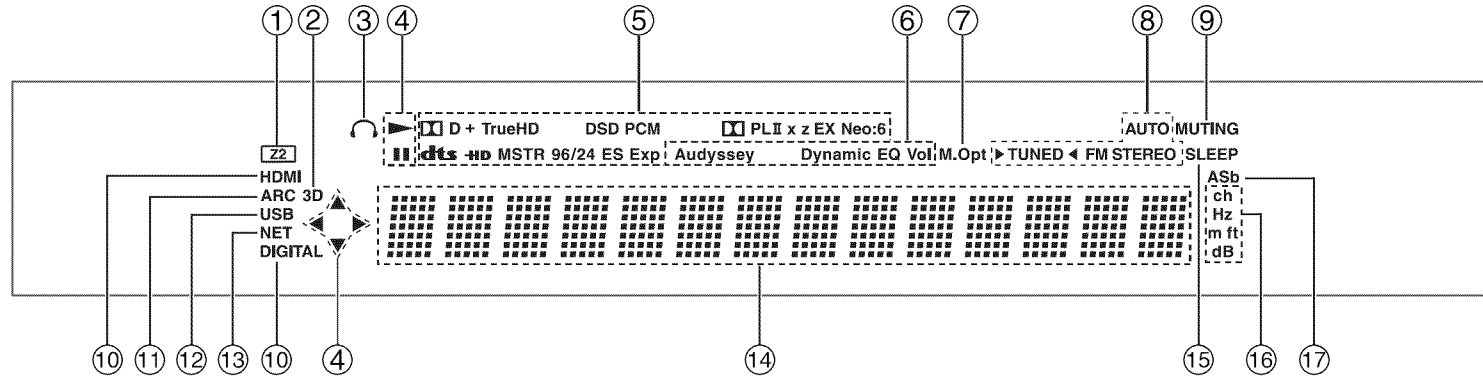 ① ② ③ ④ ⑤ ⑥ ⑦ ⑧ ⑨
D + TrueHD DSD PCM PLII x z EX Neo:6 AUTO MUTING
Z2 dts -HD MSTR 96/24 ES Exp Audyssey Dynamic EQ Vol M.Opt TUNED FM STEREO SLEEP
HDMI ASb
ARC 3D ch
USB Hz
NET m ft
DIGITAL dB
⑩ ⑪ ⑫ ⑬ ⑩ ④ ⑭ ⑮ ⑯ ⑰